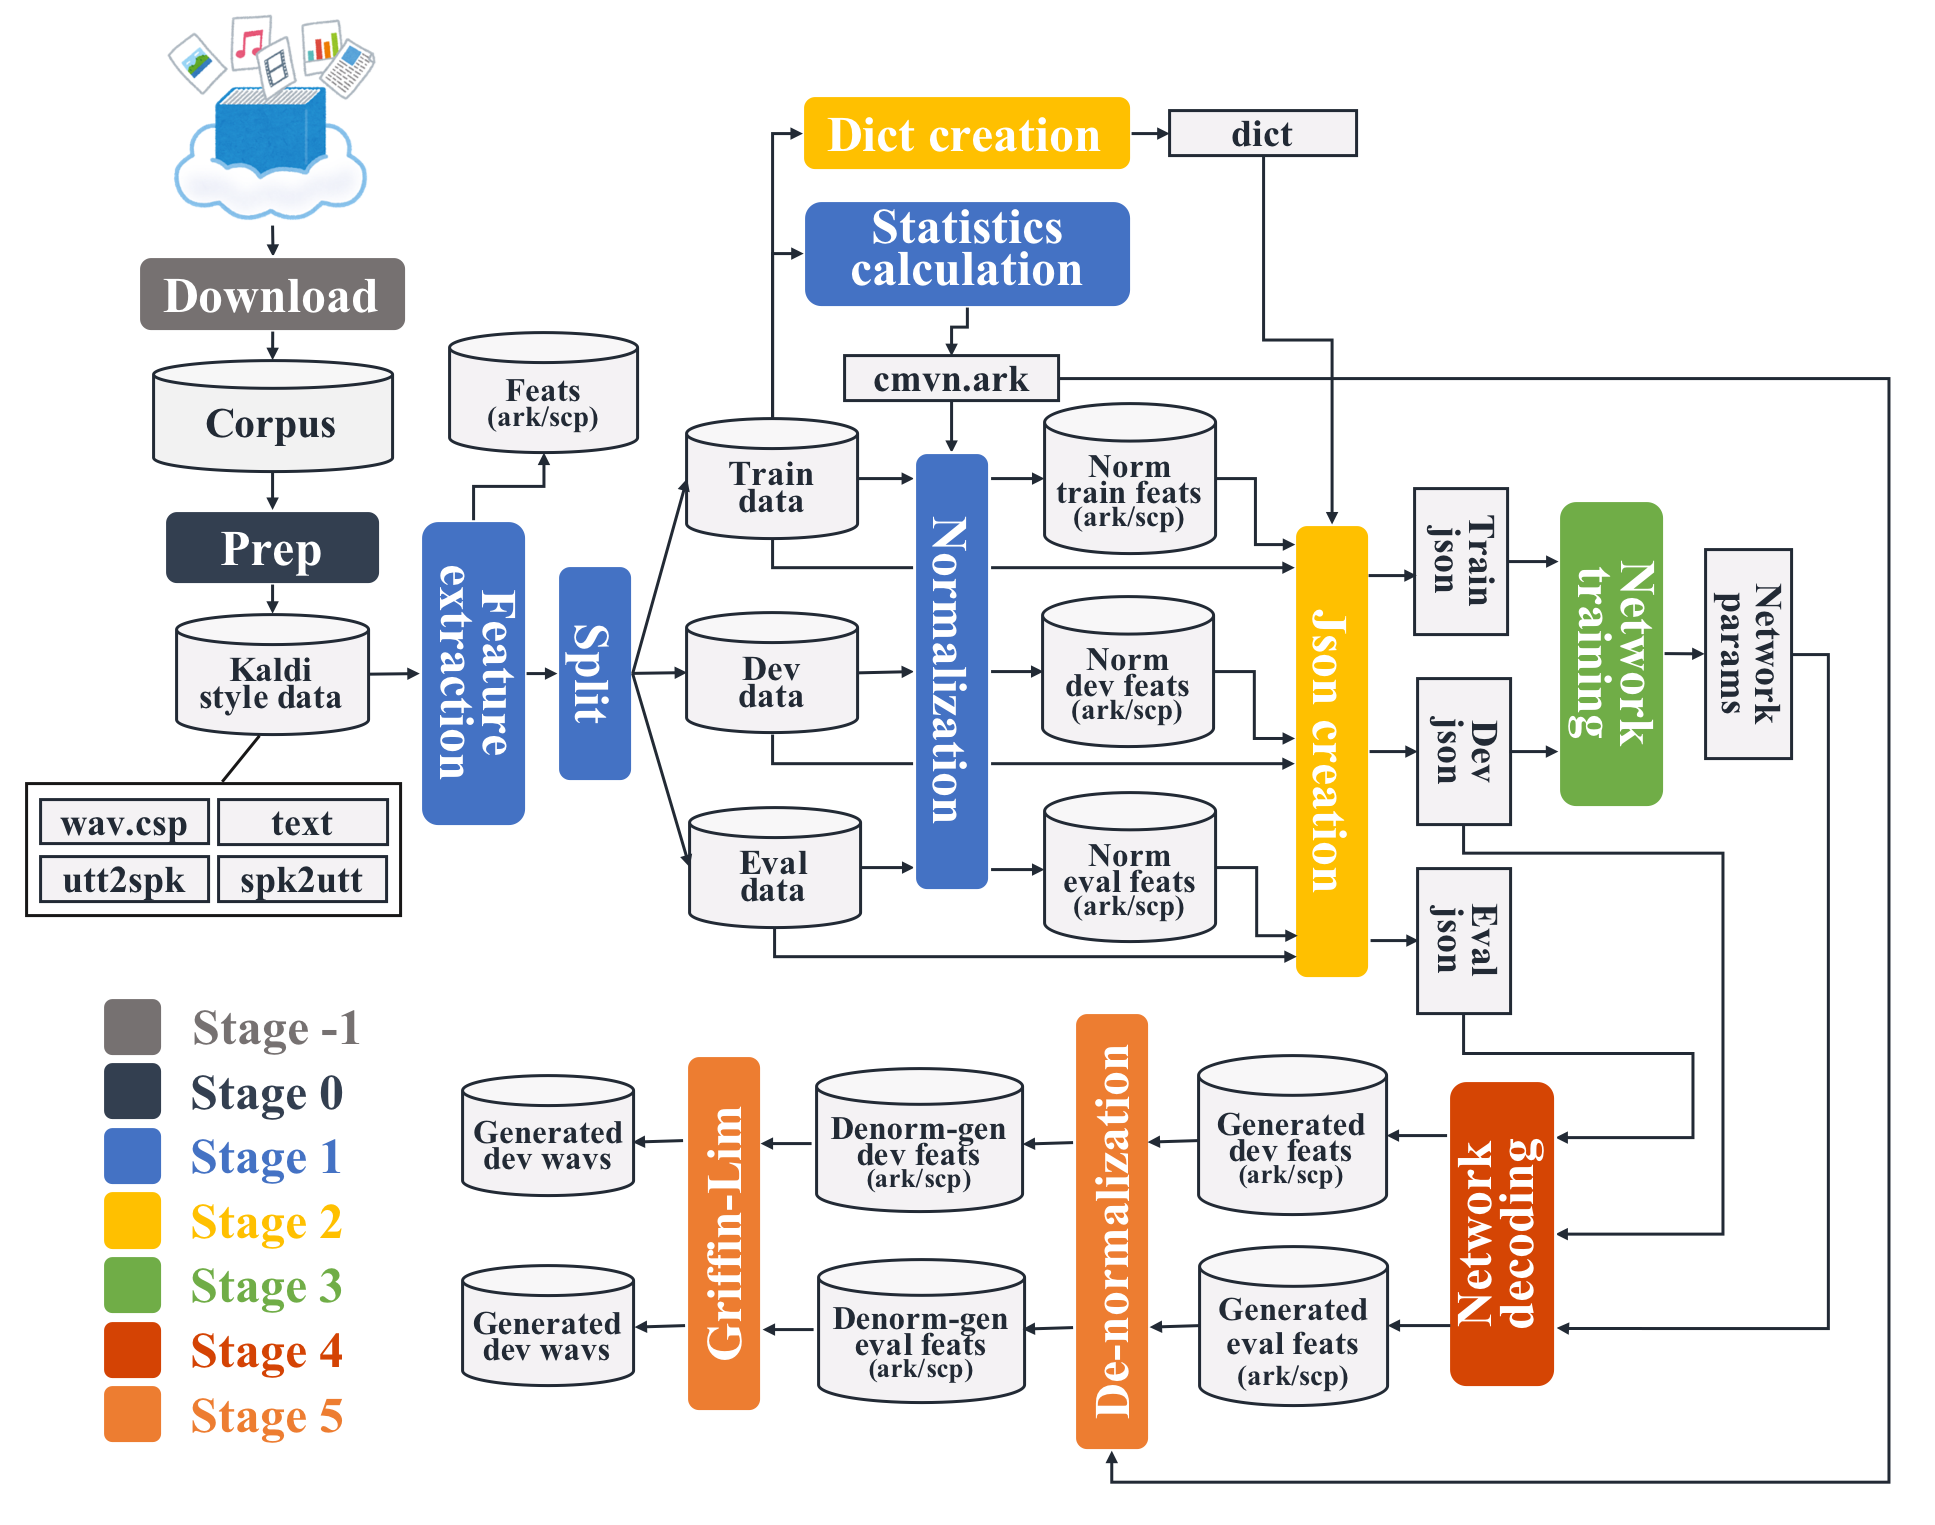 Dict creation
dict
Statistics
calculation
Download
cmvn.ark
Corpus
Feats
(ark/scp)
Train
data
Norm
train feats
(ark/scp)
Prep
Kaldi
style data
Feature
extraction
Split
Dev
data
Normalization
Norm
dev feats
(ark/scp)
Json creation
Train
json
Network
training
Network
params
Dev
json
wav.csp
text
utt2spk
spk2utt
Eval
data
Norm
eval feats
(ark/scp)
Eval
json
Stage -1
Stage 0
Stage 1
Stage 2
Stage 3
Stage 4
Stage 5
Generated
dev wavs
Griffin-Lim
Denorm-gen
dev feats
(ark/scp)
De-normalization
Generated
dev feats
(ark/scp)
Network
decoding
Generated
dev wavs
Denorm-gen
eval feats
(ark/scp)
Generated
eval feats
(ark/scp)